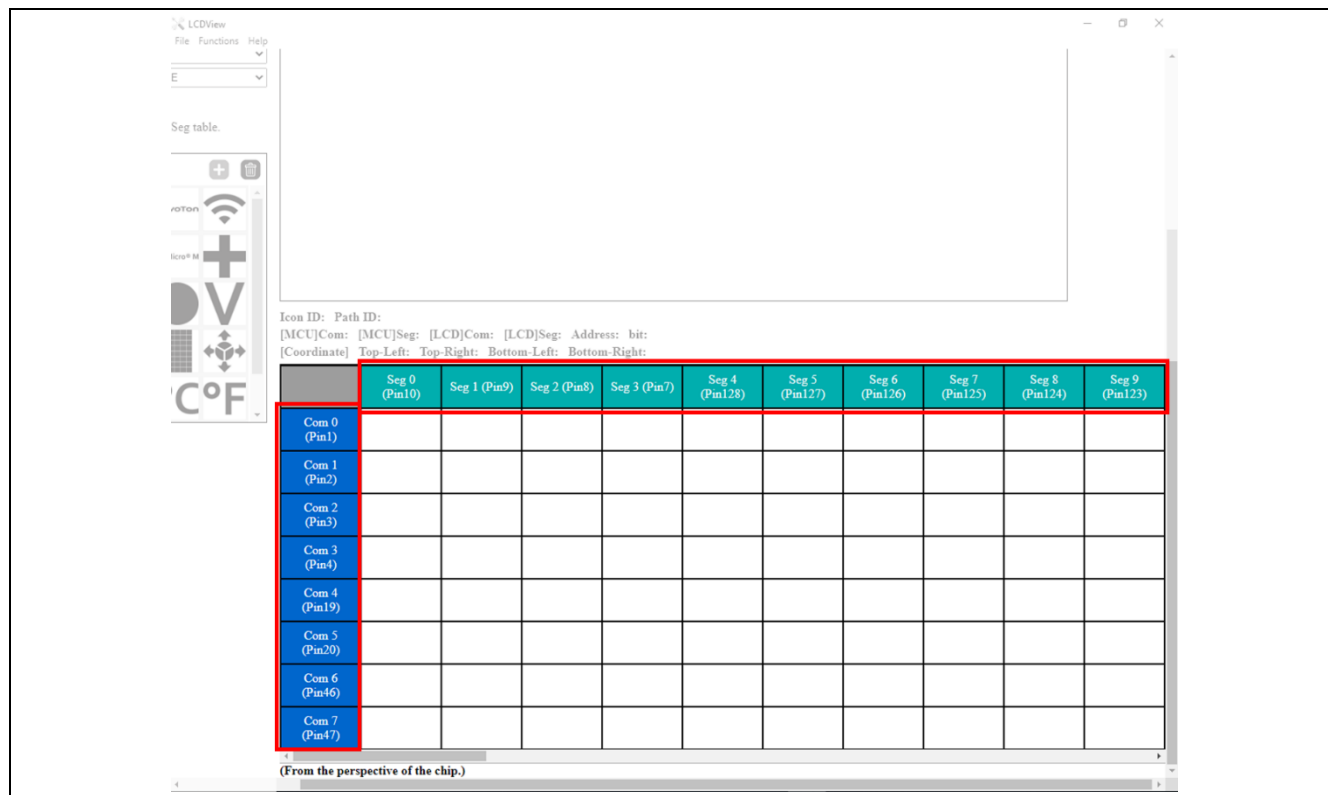 LCDView
File Functions Help
E
Seg table.
voTon
Micro® M
V
°C°F
Icon ID: Path ID:
[MCU]Com: [MCU]Seg: [LCD]Com: [LCD]Seg: Address: bit:
[Coordinate] Top-Left: Top-Right: Bottom-Left: Bottom-Right:
Seg 0 (Pin10) Seg 1 (Pin9) Seg 2 (Pin8) Seg 3 (Pin7) Seg 4 (Pin128) Seg 5 (Pin127) Seg 6 (Pin126) Seg 7 (Pin125) Seg 8 (Pin124) Seg 9 (Pin123)
Com 0
(Pin1)
Com 1
(Pin2)
Com 2
(Pin3)
Com 3
(Pin4)
Com 4
(Pin19)
Com 5
(Pin20)
Com 6
(Pin46)
Com 7
(Pin47)
(From the perspective of the chip.)